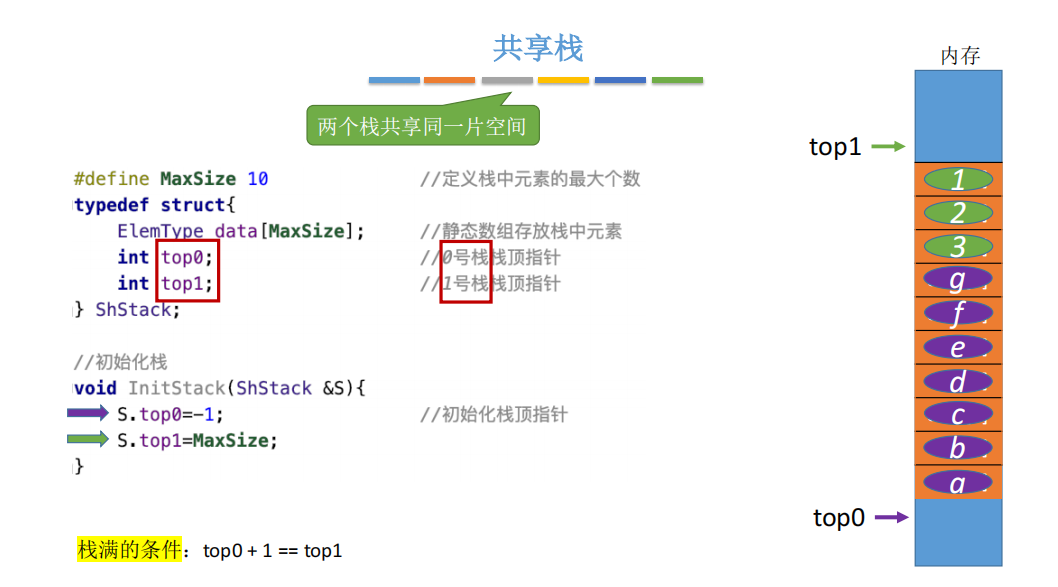 共享栈
两个栈共享同一片空间
#define MaxSize 10 //定义栈中元素的最大个数
typedef struct{
ElemType data[MaxSize]; //静态数组存放栈中元素
int top0; //0号栈栈顶指针
int top1; //1号栈栈顶指针
} ShStack;
//初始化栈
void InitStack(ShStack &S){
S.top0=-1; //初始化栈顶指针
S.top1=MaxSize;
}
栈满的条件：top0 + 1 == top1
内存
top1
1
2
3
g
f
e
d
c
b
a
top0